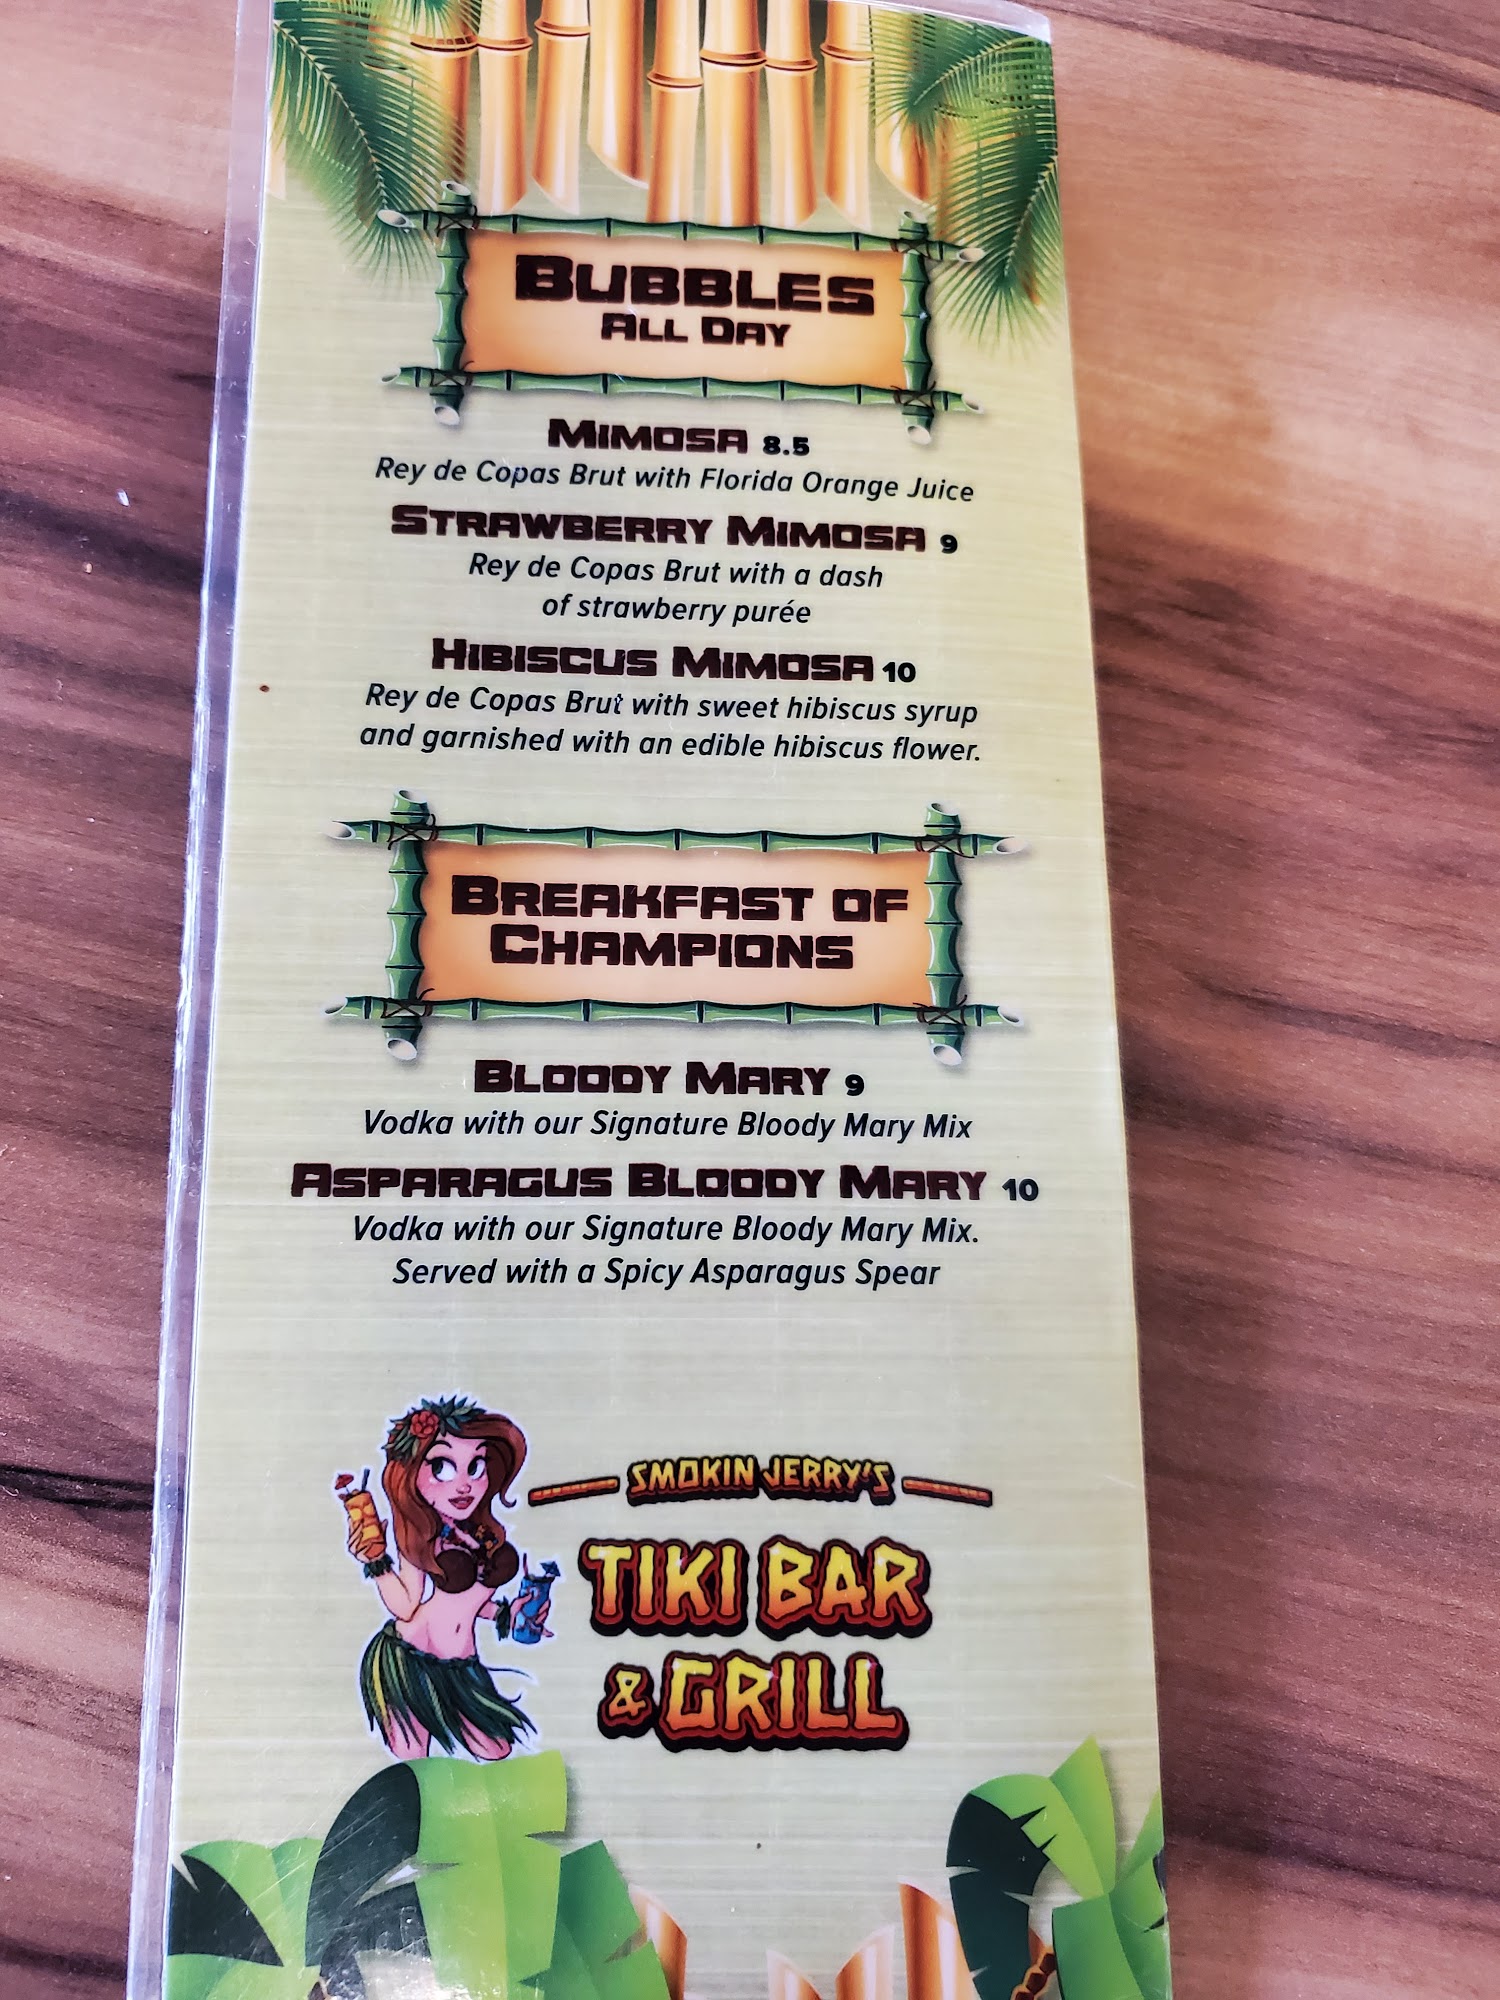 BUBBLES
ALL DAY
MIMOSA 8.5
Rey de Copas Brut with Florida Orange Juice
STRAWBERRY MIMOSA 9
Rey de Copas Brut with a dash
of strawberry purée
HIBISCUS MIMOSA 10
Rey de Copas Brut with sweet hibiscus syrup
and garnished with an edible hibiscus flower.
BREAKFAST OF
CHAMPIONS
BLOODY MARY 9
Vodka with our Signature Bloody Mary Mix
ASPARAGUS BLOODY MARY 10
Vodka with our Signature Bloody Mary Mix.
Served with a Spicy Asparagus Spear
SMOKIN JERRY'S
TIKI BAR
& GRILL